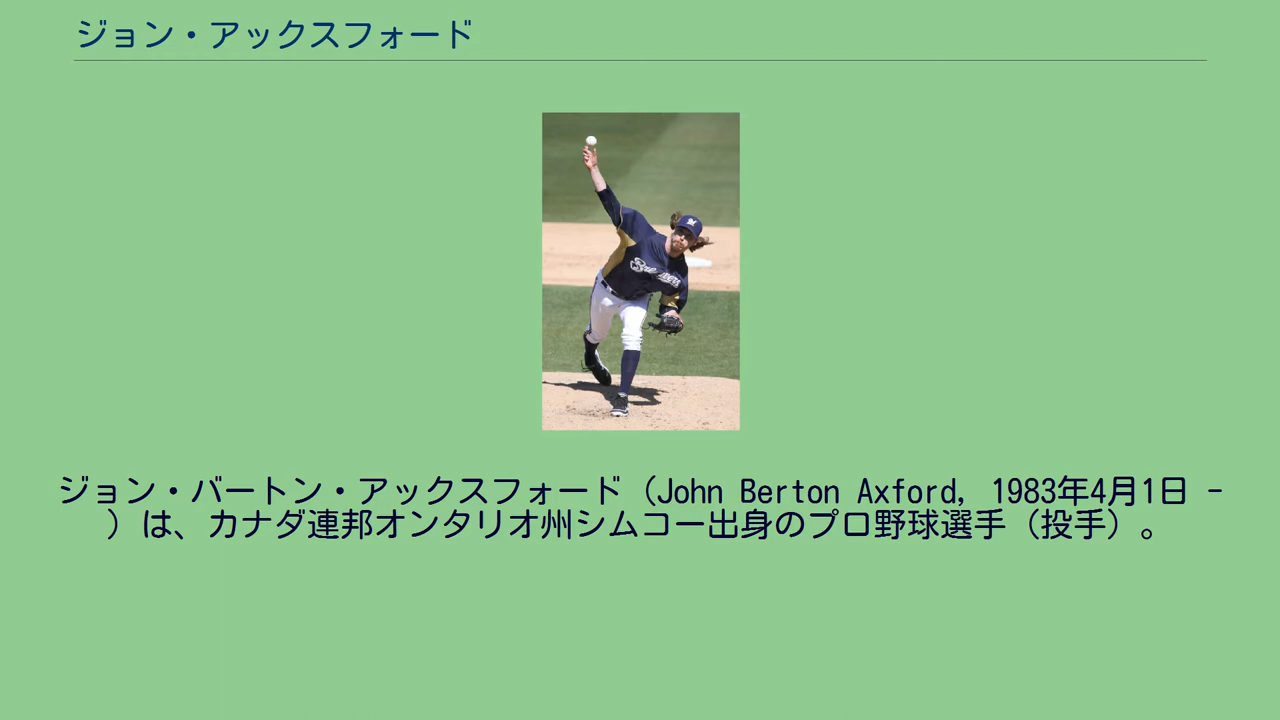 ジョン・アックスフォード
ジョン・バートン・アックスフォード（John Berton Axford, 1983年4月1日 -
）は、カナダ連邦オンタリオ州シムコー出身のプロ野球選手（投手）。